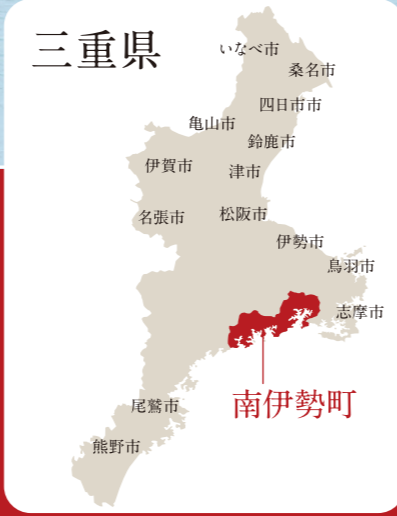 三重県
いなべ市
桑名市
四日市市
亀山市
鈴鹿市
伊賀市
津市
名張市
松阪市
伊勢市
鳥羽市
志摩市
南伊勢町
尾鷲市
熊野市